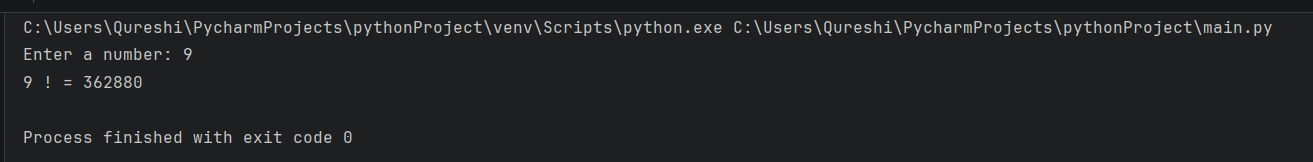 C:\Users\Qureshi\PycharmProjects\pythonProject\venv\Scripts\python.exe C:\Users\Qureshi\PycharmProjects\pythonProject\main.py
Enter a number: 9
9 ! = 362880
Process finished with exit code 0